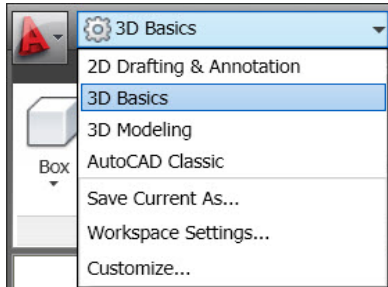 3D Basics
2D Drafting & Annotation
3D Basics
3D Modeling
Box
AutoCAD Classic
Save Current As...
Workspace Settings...
Customize...